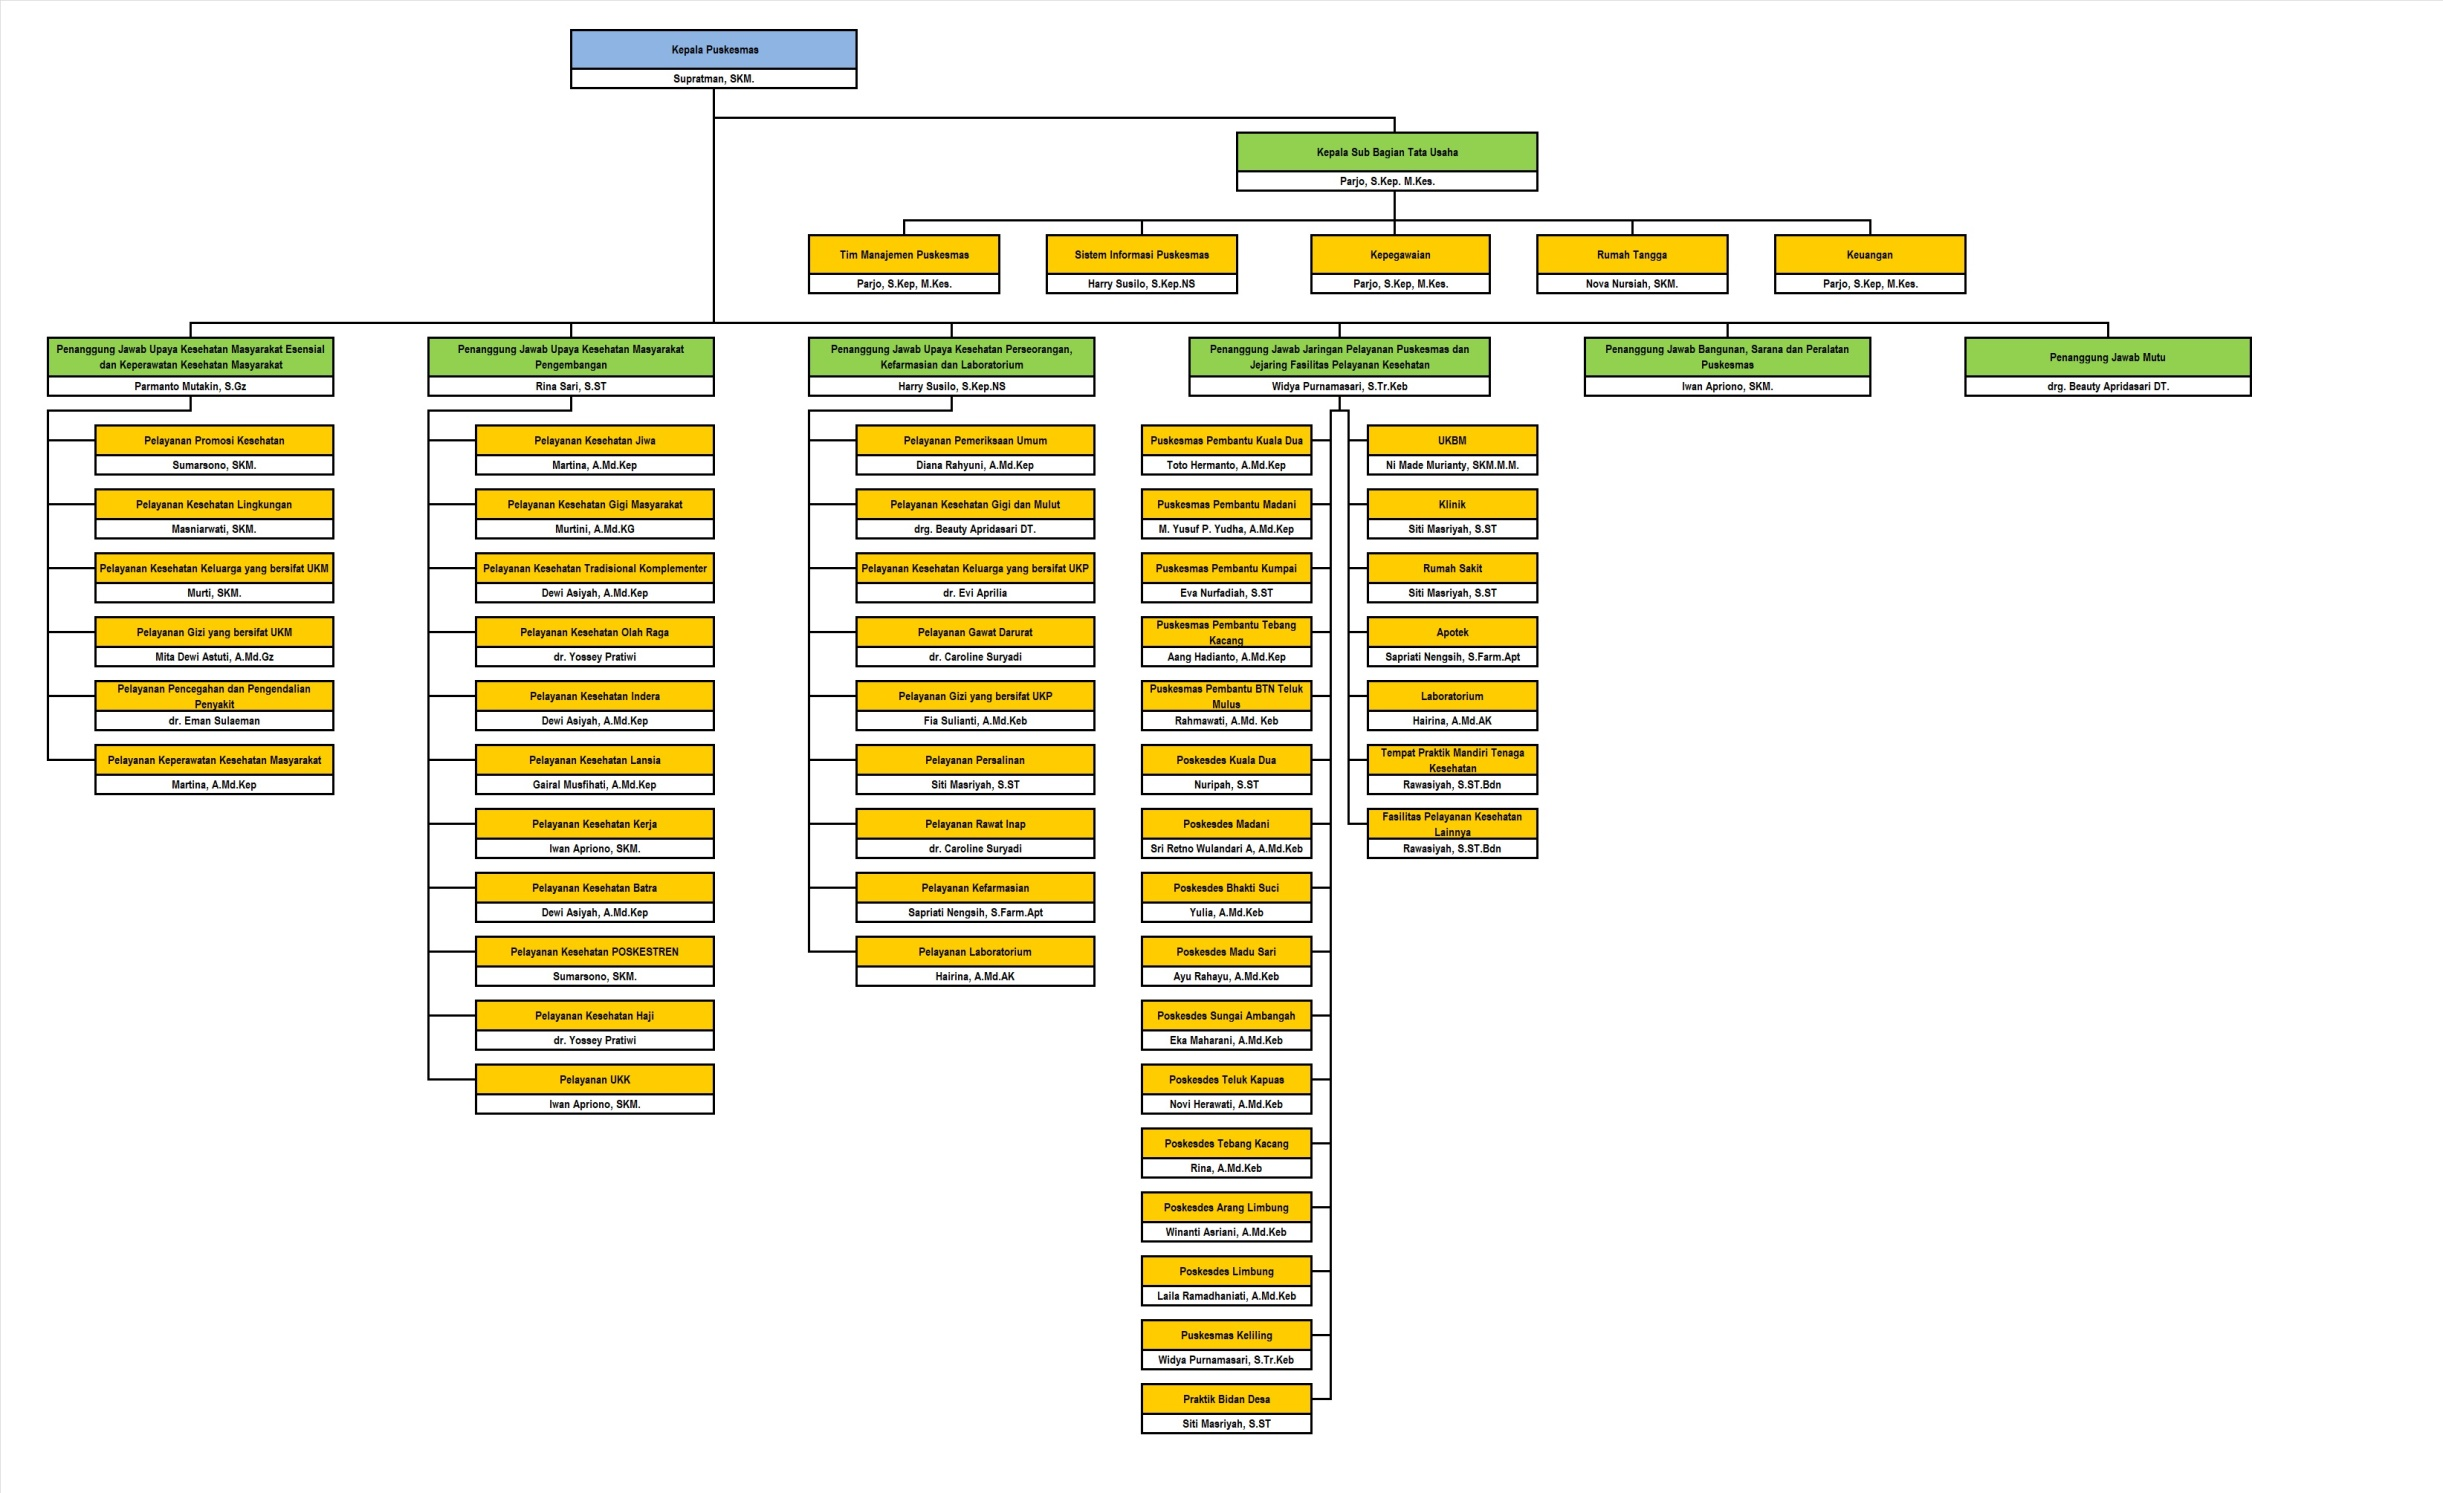 Kepala Puskesmas
Supratman, SKM.
Kepala Sub Bagian Tata Usaha
Parjo, S.Kep. M.Kes.
Tim Manajemen Puskesmas
Parjo, S.Kep, M.Kes.
Sistem Informasi Puskesmas
Harry Susilo, S.Kep.NS
Kepegawaian
Parjo, S.Kep, M.Kes.
Rumah Tangga
Nova Nursiah, SKM.
Keuangan
Parjo, S.Kep, M.Kes.
Penanggung Jawab Upaya Kesehatan Masyarakat Esensial
dan Keperawatan Kesehatan Masyarakat
Parmanto Mutakin, S.Gz
Pelayanan Promosi Kesehatan
Sumarsono, SKM.
Pelayanan Kesehatan Lingkungan
Masniarwati, SKM.
Pelayanan Kesehatan Keluarga yang bersifat UKM
Murti, SKM.
Pelayanan Gizi yang bersifat UKM
Mita Dewi Astuti, A.Md.Gz
Pelayanan Pencegahan dan Pengendalian
Penyakit
dr. Eman Sulaeman
Pelayanan Keperawatan Kesehatan Masyarakat
Martina, A.Md.Kep
Penanggung Jawab Upaya Kesehatan Masyarakat
Pengembangan
Rina Sari, S.ST
Pelayanan Kesehatan Jiwa
Martina, A.Md.Kep
Pelayanan Kesehatan Gigi Masyarakat
Murtini, A.Md.KG
Pelayanan Kesehatan Tradisional Komplementer
Dewi Asiyah, A.Md.Kep
Pelayanan Kesehatan Olah Raga
dr. Yossey Pratiwi
Pelayanan Kesehatan Indera
Dewi Asiyah, A.Md.Kep
Pelayanan Kesehatan Lansia
Gairal Musfihati, A.Md.Kep
Pelayanan Kesehatan Kerja
Iwan Apriono, SKM.
Pelayanan Kesehatan Batra
Dewi Asiyah, A.Md.Kep
Pelayanan Kesehatan POSKESTREN
Sumarsono, SKM.
Pelayanan Kesehatan Haji
dr. Yossey Pratiwi
Pelayanan UKK
Iwan Apriono, SKM.
Penanggung Jawab Upaya Kesehatan Perseorangan,
Kefarmasian dan Laboratorium
Harry Susilo, S.Kep.NS
Pelayanan Pemeriksaan Umum
Diana Rahyuni, A.Md.Kep
Pelayanan Kesehatan Gigi dan Mulut
drg. Beauty Apridasari DT.
Pelayanan Kesehatan Keluarga yang bersifat UKP
dr. Evi Aprilia
Pelayanan Gawat Darurat
dr. Caroline Suryadi
Pelayanan Gizi yang bersifat UKP
Fia Sulianti, A.Md.Keb
Pelayanan Persalinan
Siti Masriyah, S.ST
Pelayanan Rawat Inap
dr. Caroline Suryadi
Pelayanan Kefarmasian
Sapriati Nengsih, S.Farm.Apt
Pelayanan Laboratorium
Hairina, A.Md.AK
Penanggung Jawab Jaringan Pelayanan Puskesmas dan
Jejaring Fasilitas Pelayanan Kesehatan
Widya Purnamasari, S.Tr.Keb
Puskesmas Pembantu Kuala Dua
Toto Hermanto, A.Md.Kep
Puskesmas Pembantu Madani
M. Yusuf P. Yudha, A.Md.Kep
Puskesmas Pembantu Kumpai
Eva Nurfadiah, S.ST
Puskesmas Pembantu Tebang
Kacang
Aang Hadianto, A.Md.Kep
Puskesmas Pembantu BTN Teluk
Mulus
Rahmawati, A.Md. Keb
Poskesdes Kuala Dua
Nuripah, S.ST
Poskesdes Madani
Sri Retno Wulandari A, A.Md.Keb
Poskesdes Bhakti Suci
Yulia, A.Md.Keb
Poskesdes Madu Sari
Ayu Rahayu, A.Md.Keb
Poskesdes Sungai Ambangah
Eka Maharani, A.Md.Keb
Poskesdes Teluk Kapuas
Novi Herawati, A.Md.Keb
Poskesdes Tebang Kacang
Rina, A.Md.Keb
Poskesdes Arang Limbung
Winanti Asriani, A.Md.Keb
Poskesdes Limbung
Laila Ramadhaniati, A.Md.Keb
Puskesmas Keliling
Widya Purnamasari, S.Tr.Keb
Praktik Bidan Desa
Siti Masriyah, S.ST
UKBM
Ni Made Murianty, SKM.M.M.
Klinik
Siti Masriyah, S.ST
Rumah Sakit
Siti Masriyah, S.ST
Apotek
Sapriati Nengsih, S.Farm.Apt
Laboratorium
Hairina, A.Md.AK
Tempat Praktik Mandiri Tenaga
Kesehatan
Rawasiyah, S.ST.Bdn
Fasilitas Pelayanan Kesehatan
Lainnya
Rawasiyah, S.ST.Bdn
Penanggung Jawab Bangunan, Sarana dan Peralatan
Puskesmas
Iwan Apriono, SKM.
Penanggung Jawab Mutu
drg. Beauty Apridasari DT.